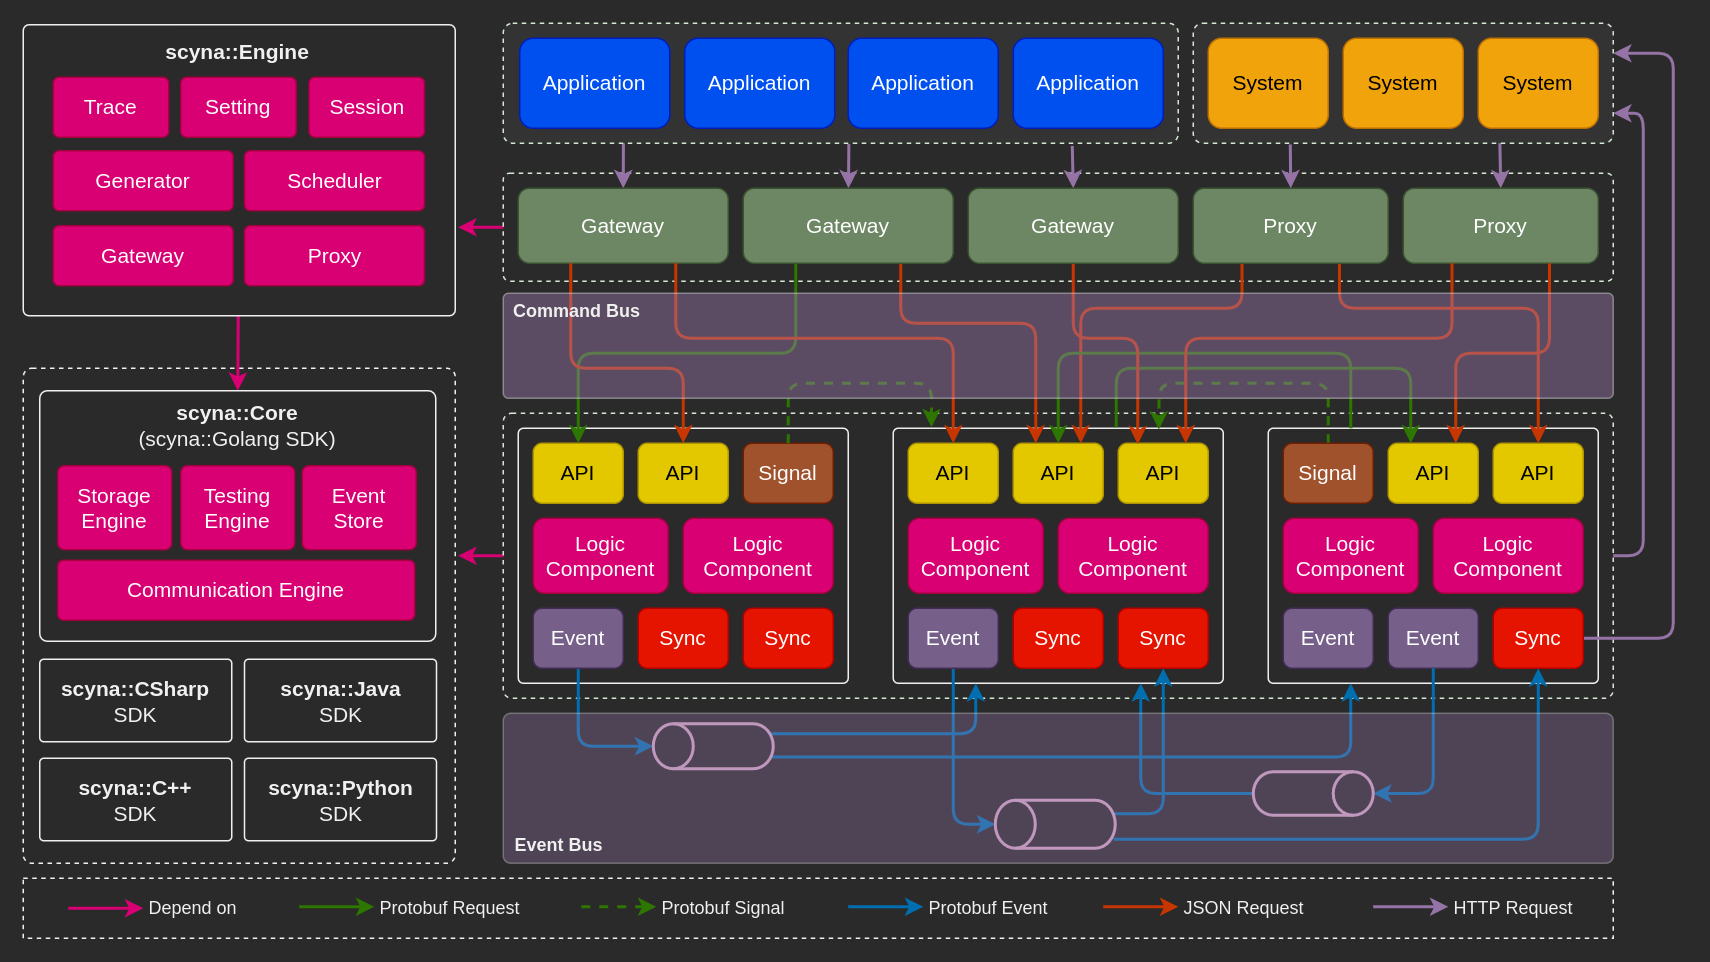 scyna::Engine
Trace
Setting
Session
Generator
Scheduler
Gateway
Proxy
scyna::Core
(scyna::Golang SDK)
Storage
Engine
Testing
Engine
Event
Store
Communication Engine
scyna::CSharp
SDK
scyna::Java
SDK
scyna::C++
SDK
scyna::Python
SDK
Application
Application
Application
Application
System
System
System
Gateway
Gateway
Gateway
Proxy
Proxy
Command Bus
API
API
Signal
Logic
Component
Logic
Component
Event
Sync
Sync
API
API
API
Logic
Component
Logic
Component
Event
Sync
Sync
Signal
API
API
Logic
Component
Logic
Component
Event
Event
Sync
Event Bus
Depend on
Protobuf Request
Protobuf Signal
Protobuf Event
JSON Request
HTTP Request